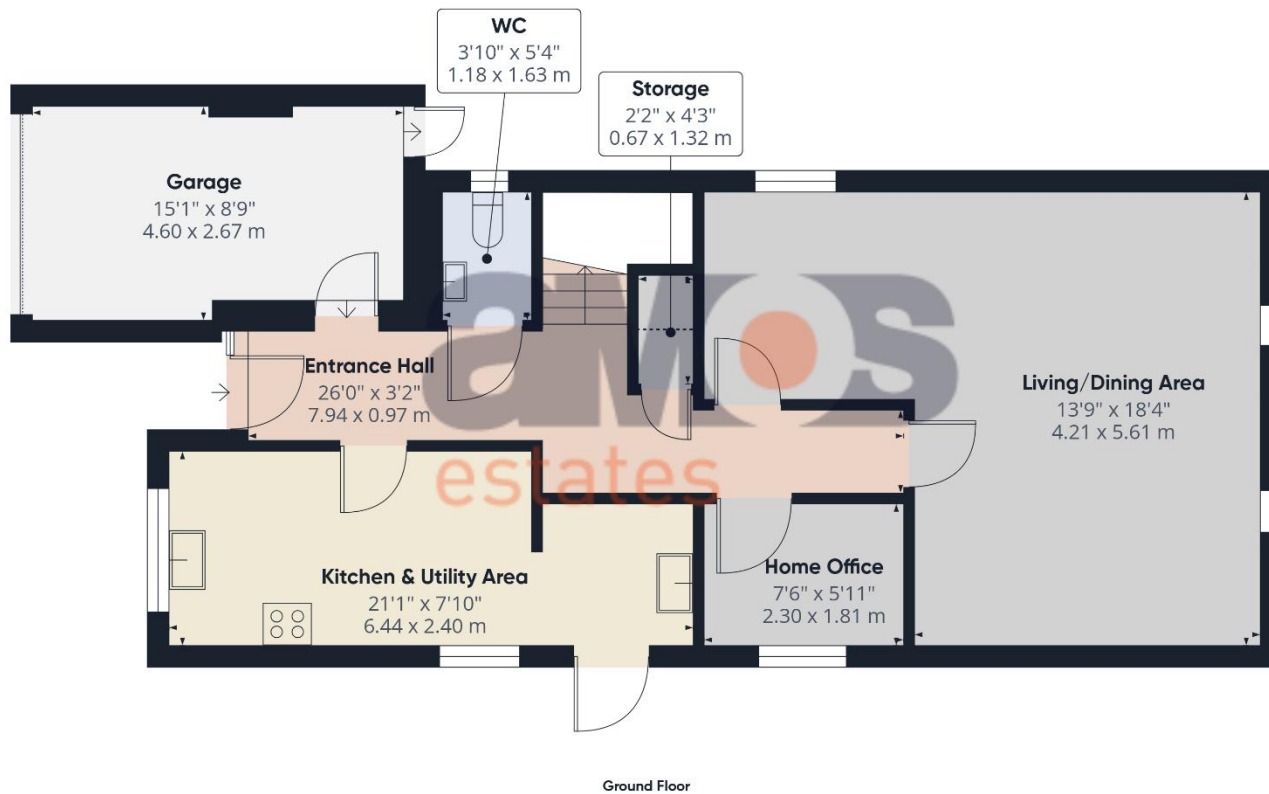 WC
3'10" x 5'4"
1.18 x 1.63 m
Storage
2'2" x 4'3"
0.67 x 1.32 m
Garage
15'1" x 8'9"
4.60 x 2.67 m
Entrance Hall
26'0" x 3'2"
7.94 x 0.97 m
Living/Dining Area
13'9" x 18'4"
4.21 x 5.61 m
aMOs
estates
Kitchen & Utility Area
21'1" x 7'10"
6.44 x 2.40 m
Home Office
7'6" x 5'11"
2.30 x 1.81 m
Ground Floor